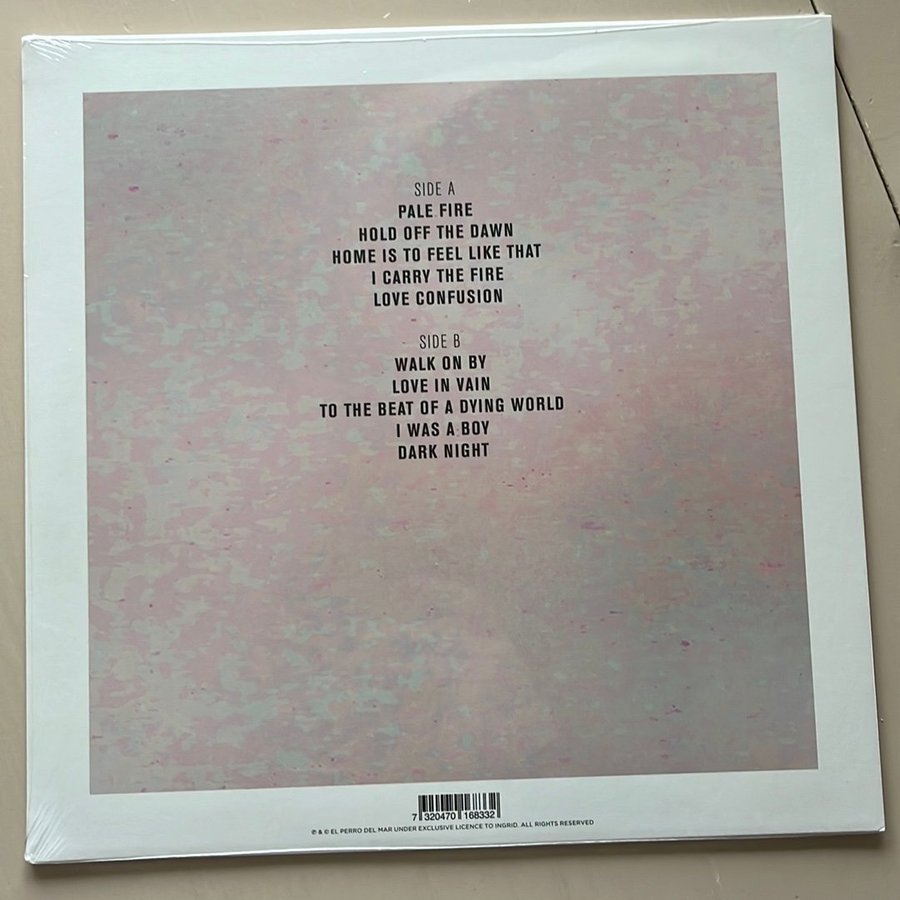 SIDE A
PALE FIRE
HOLD OFF THE DAWN
HOME IS TO FEEL LIKE THAT
I CARRY THE FIRE
LOVE CONFUSION
SIDE B
WALK ON BY
LOVE IN VAIN
TO THE BEAT OF A DYING WORLD
I WAS A BOY
DARK NIGHT
7 320470 168332
℗ & © EL PERRO DEL MAR UNDER EXCLUSIVE LICENCE TO INGRID. ALL RIGHTS RESERVED